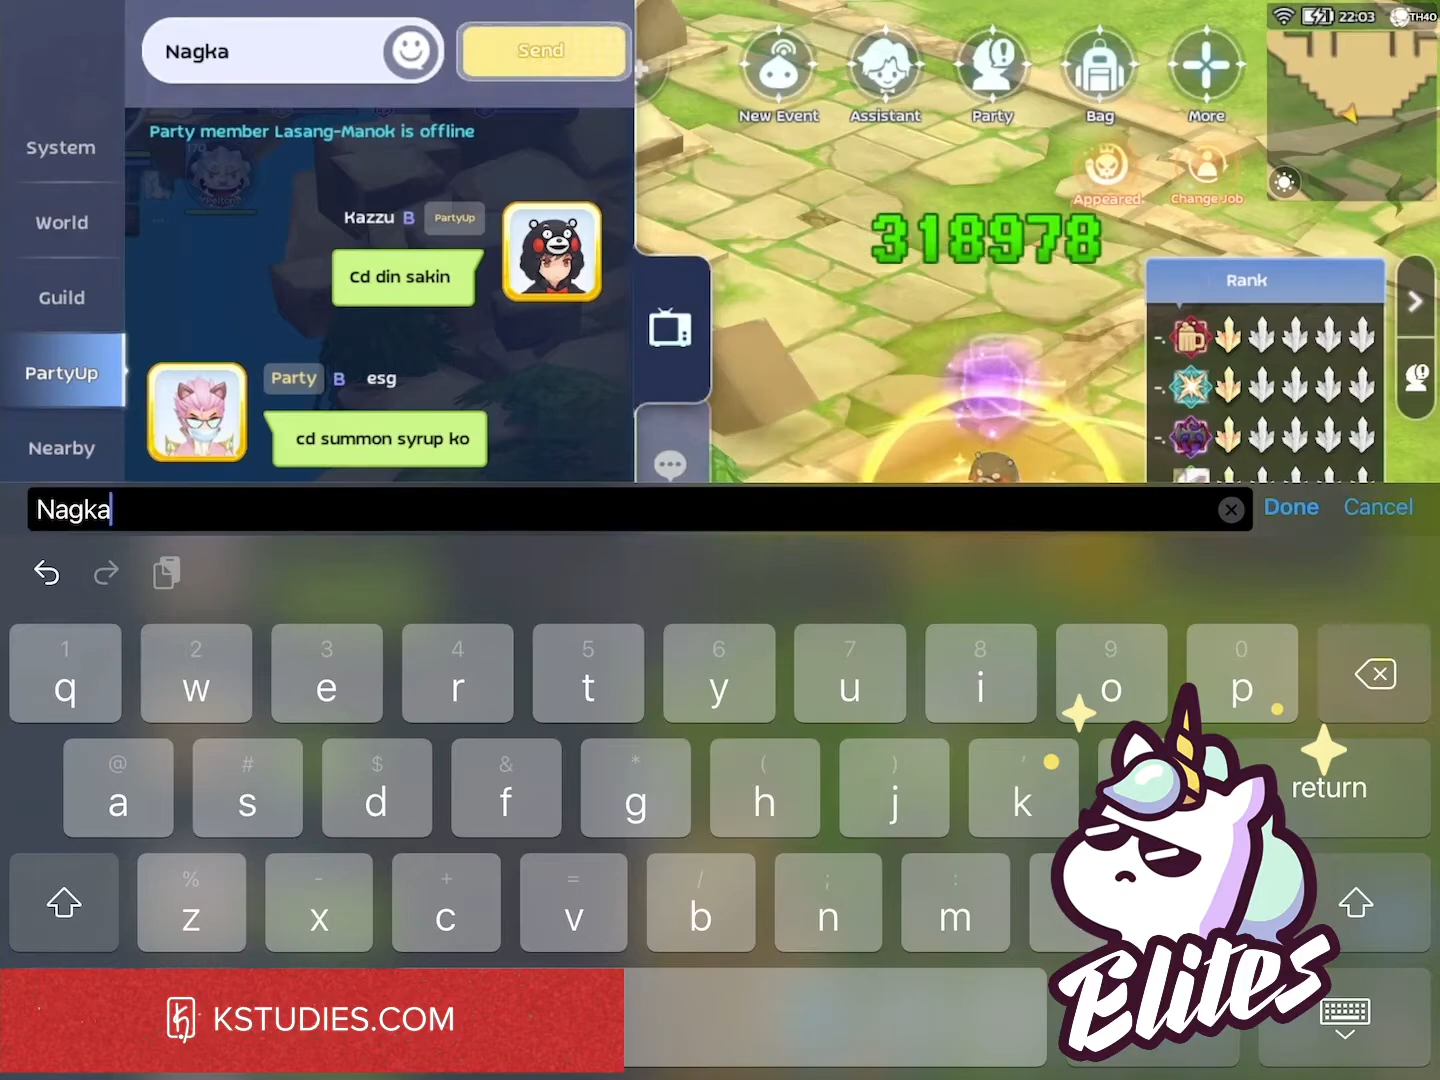 Nagka
Send
System
World
Guild
PartyUp
Nearby
Party member Lasang-Manok is offline
Kazzu B PartyUp
Cd din sakin
Party B esg
cd summon syrup ko
New Event
Assistant
Party
Bag
More
22:03
TH40
Appeared
Change Job
318978
Rank
Nagka
Done
Cancel
1 2 3 4 5 6 7 8 9 0
q w e r t y u i o p
@ # $ & * ( ) '
a s d f g h j k
return
% - + = / ; :
z x c v b n m
Elites
KSTUDIES.COM